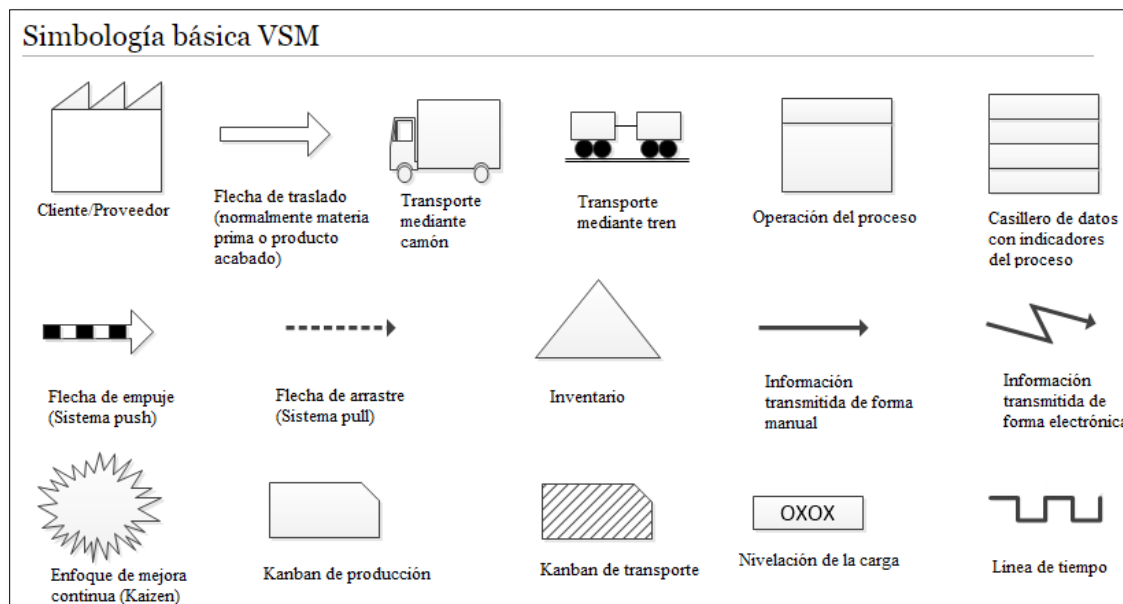 Simbología básica VSM
Cliente/Proveedor
Flecha de traslado
(normalmente materia
prima o producto
acabado)
Transporte
mediante
camón
Transporte
mediante tren
Operación del proceso
Casillero de datos
con indicadores
del proceso
Flecha de empuje
(Sistema push)
Flecha de arrastre
(Sistema pull)
Inventario
Información
transmitida de forma
manual
Información
transmitida de
forma electrónica
Enfoque de mejora
continua (Kaizen)
Kanban de producción
Kanban de transporte
OXOX
Nivelación de la carga
Linea de tiempo